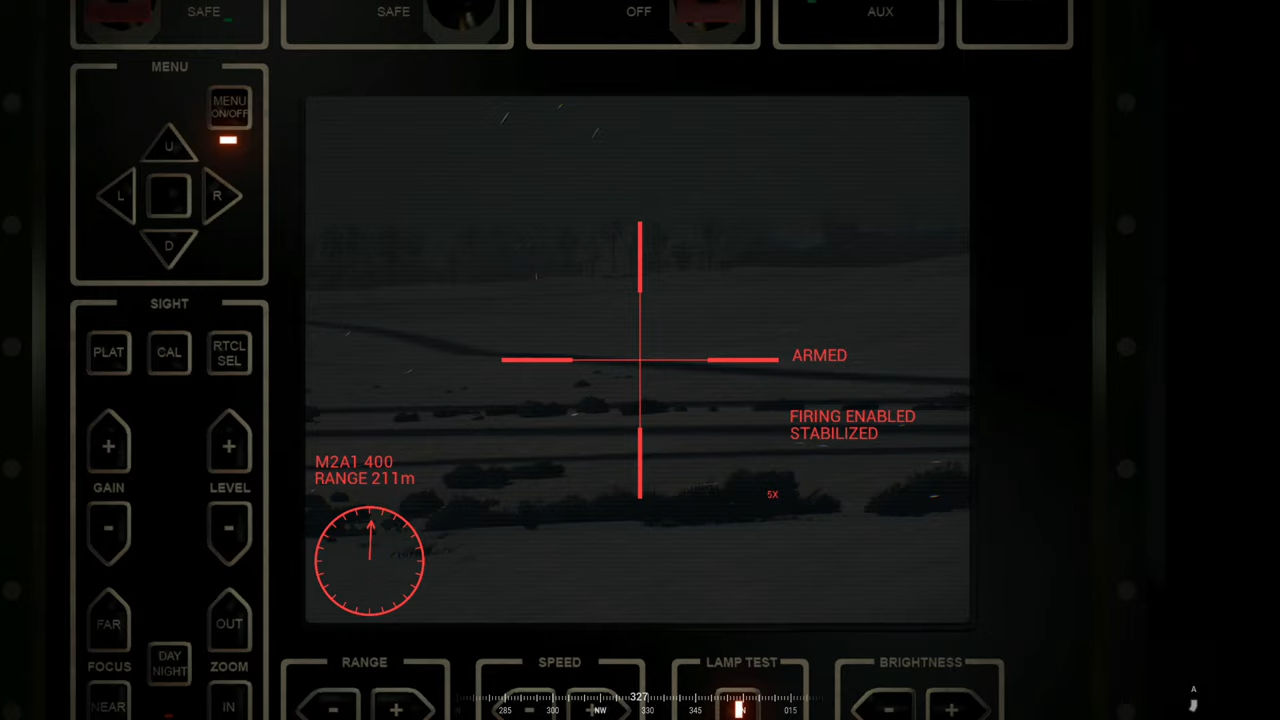 SAFE
SAFE
OFF
AUX
MENU
MENU
ON/OFF
U
L
R
D
SIGHT
PLAT
CAL
RTCL
SEL
ARMED
FIRING ENABLED
STABILIZED
+
+
M2A1 400
RANGE 211m
GAIN
LEVEL
5X
-
-
FAR
OUT
DAY
NIGHT
FOCUS
ZOOM
NEAR
IN
RANGE
SPEED
LAMP TEST
BRIGHTNESS
-
+
-
+
-
+
327
285
300
NW
330
345
N
015
A